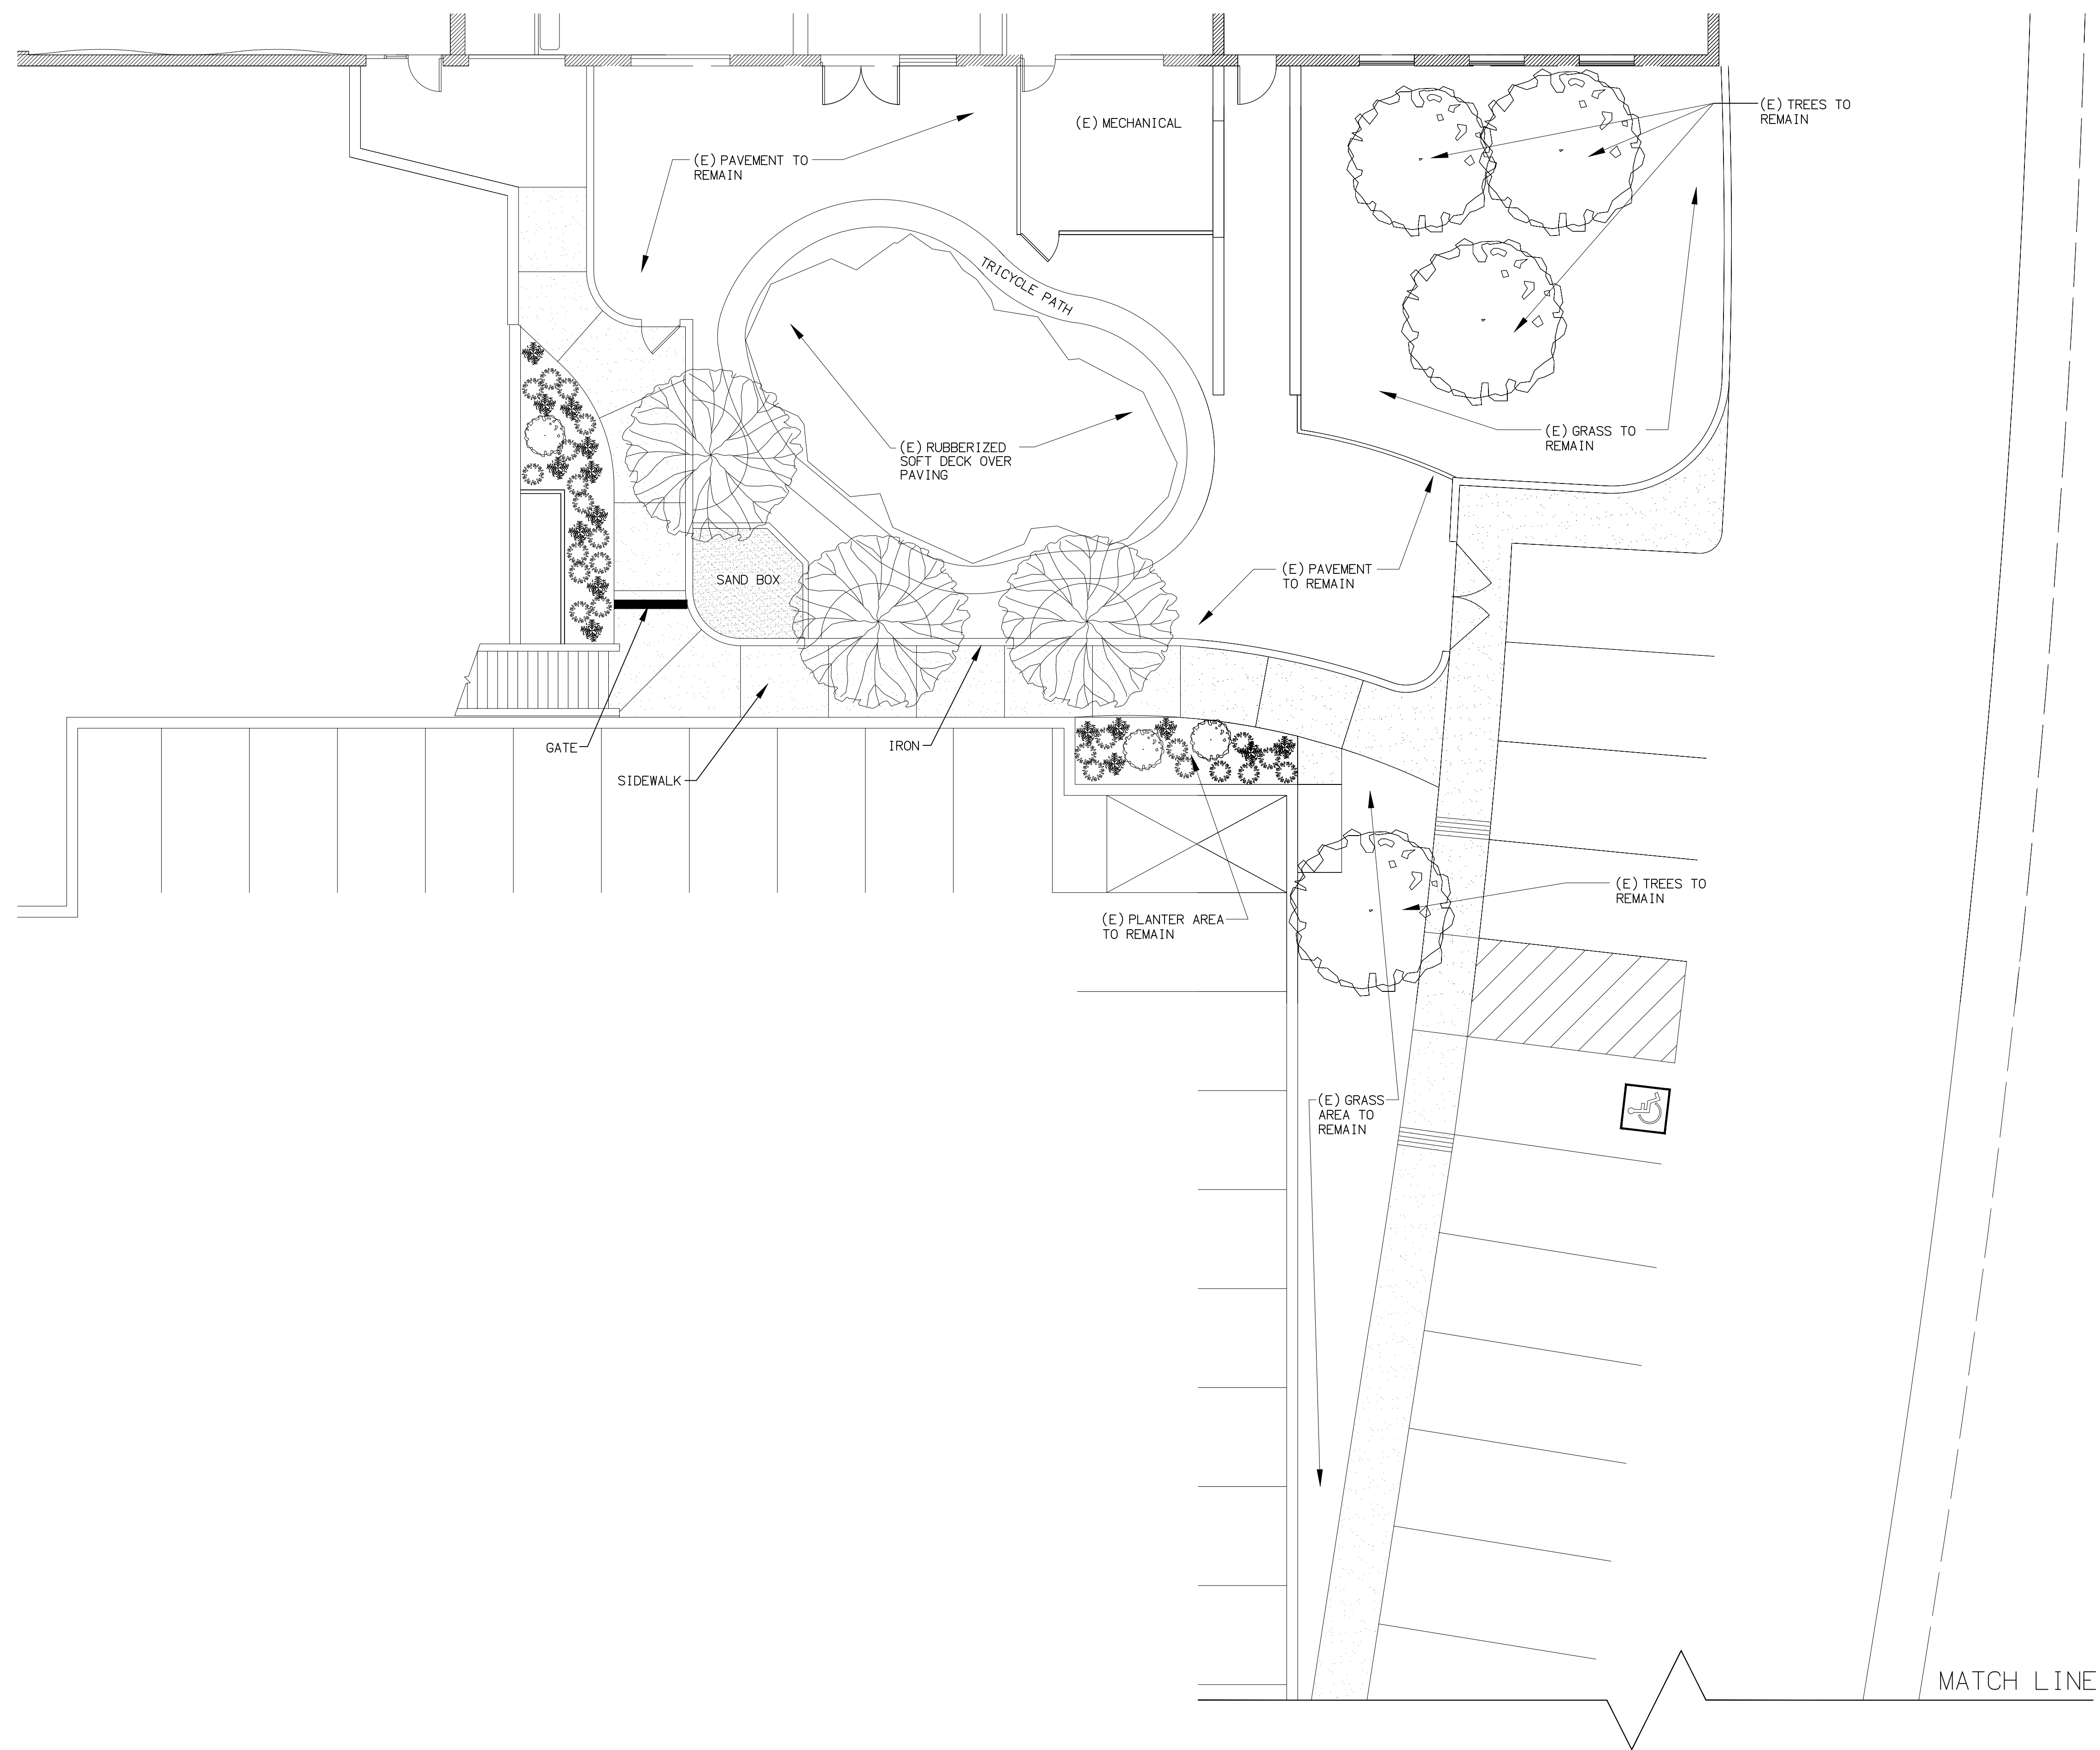 (E) TREES TO
REMAIN
(E) MECHANICAL
(E) PAVEMENT TO
REMAIN
TRICYCLE PATH
(E) GRASS TO
REMAIN
(E) RUBBERIZED
SOFT DECK OVER
PAVING
(E) PAVEMENT
TO REMAIN
SAND BOX
GATE
IRON
SIDEWALK
(E) TREES TO
REMAIN
(E) PLANTER AREA
TO REMAIN
(E) GRASS
AREA TO
REMAIN
MATCH LINE